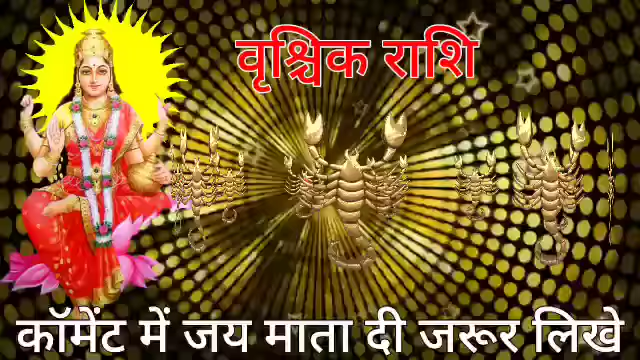 वृश्चिक राशि
कॉमेंट में जय माता दी जरूर लिखे